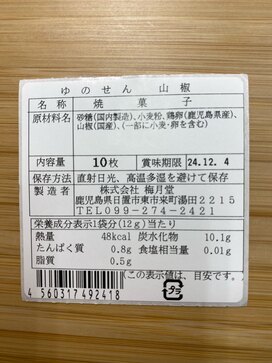 ゆのせん 山椒
名称 焼菓子
原材料名 砂糖(国内製造)、小麦粉、鶏卵(鹿児島県産)、
山椒(国産)、(一部に小麦・卵を含む)
内容量 10枚 賞味期限 24.12. 4
保存方法 直射日光、高温多湿を避けて保存
製造者 株式会社 梅月堂
鹿児島県日置市東市来町湯田2215
TEL099-274-2421
栄養成分表示1袋分(12g)当たり
熱量 48kcal 炭水化物 10.1g
たんぱく質 0.8g 食塩相当量 0.01g
脂質 0.5g
(この表示値は、目安です。)
4560317492418